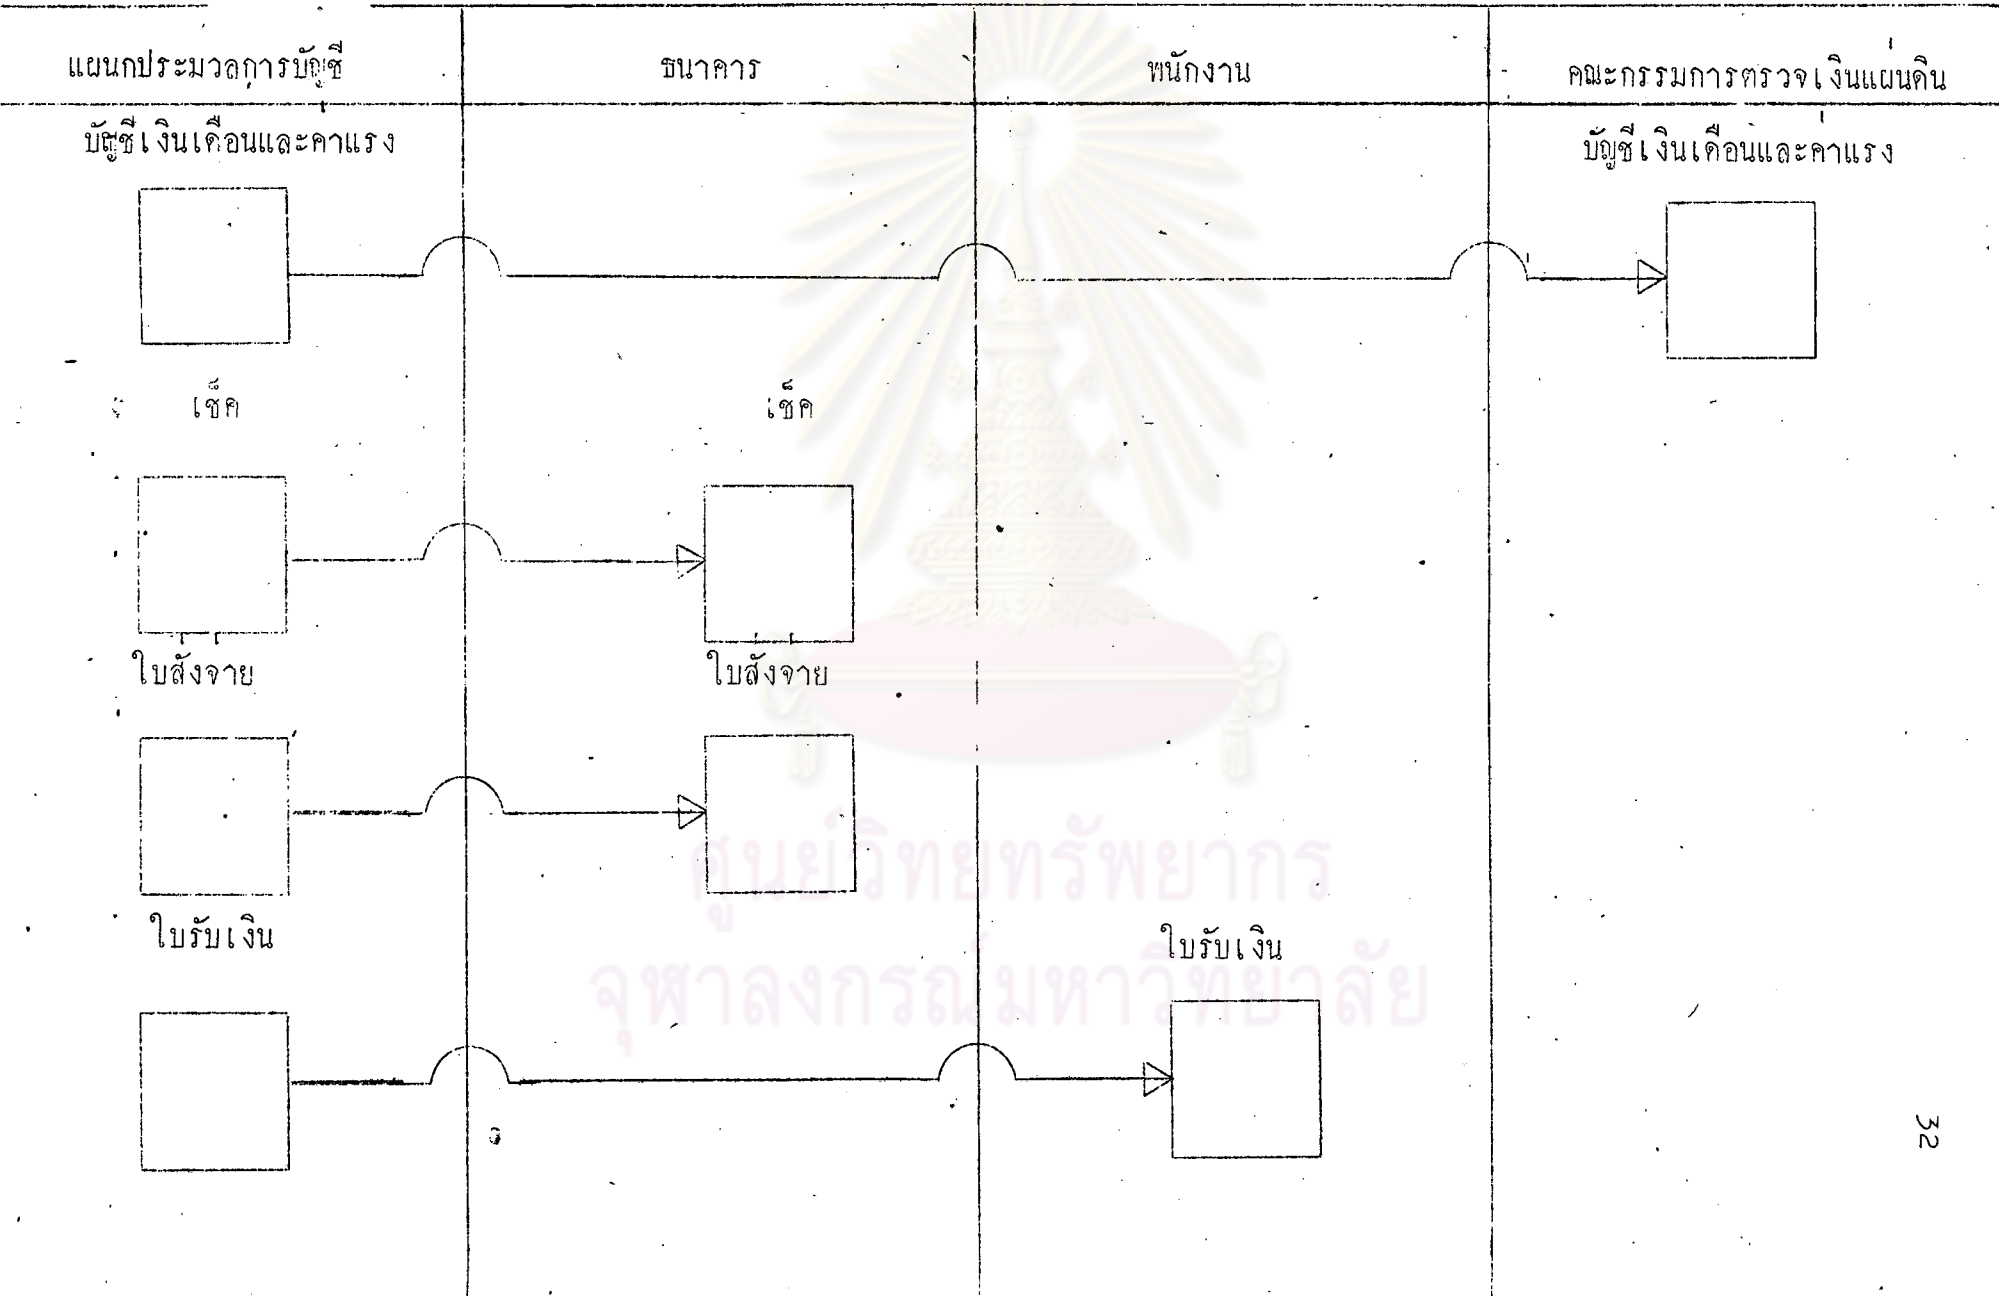 แผนกประมวลการบัญชี ธนาคาร พนักงาน คณะกรรมการตรวจเงินแผ่นดิน
บัญชีเงินเดือนและค่าแรง บัญชีเงินเดือนและค่าแรง
เช็ค เช็ค
ใบสั่งจ่าย ใบสั่งจ่าย
ศูนย์วิทยทรัพยากร
ใบรับเงิน ใบรับเงิน
จุฬาลงกรณ์มหาวิทยาลัย
32